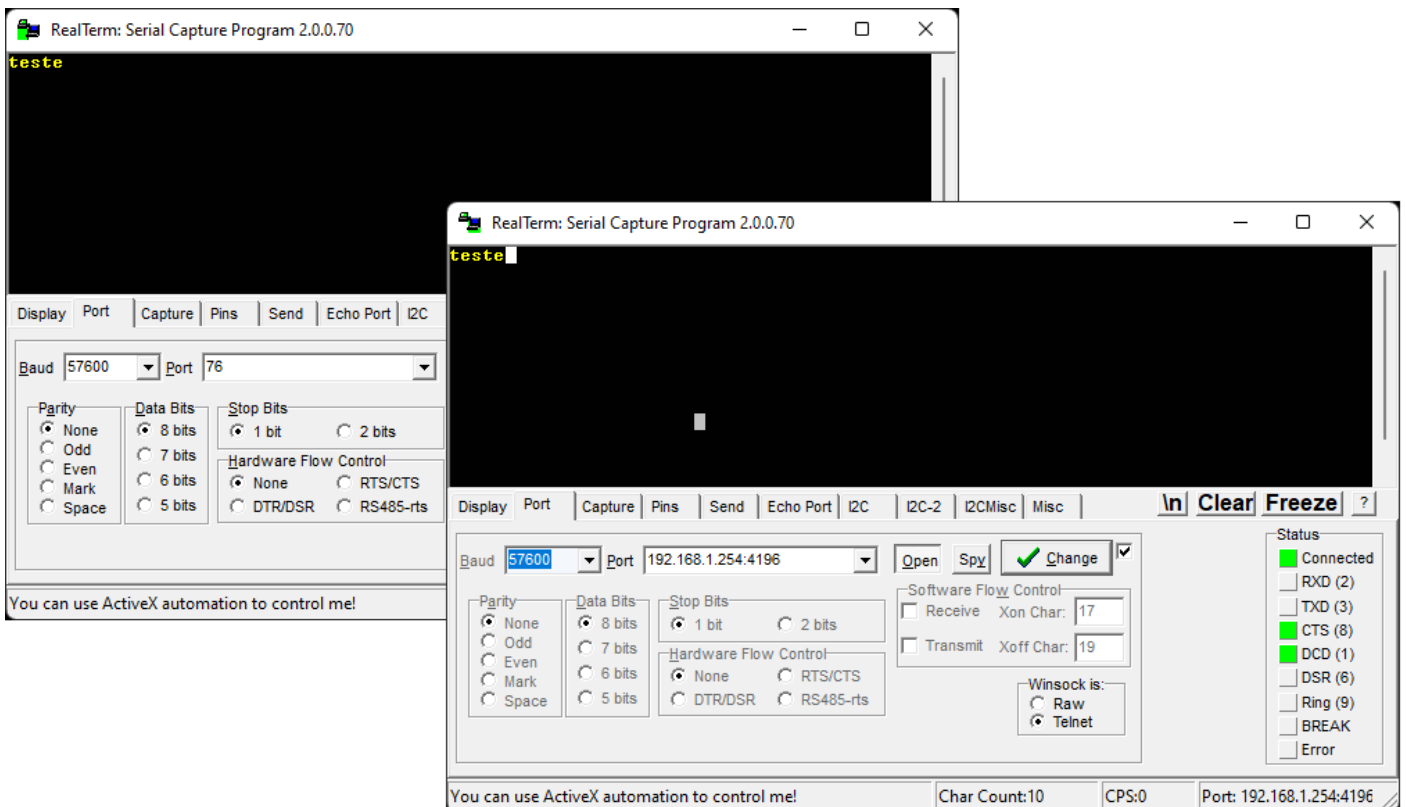 RealTerm: Serial Capture Program 2.0.0.70
teste
Display Port Capture Pins Send Echo Port I2C
Baud 57600 Port 76
Parity Data Bits Stop Bits
None 8 bits 1 bit 2 bits
Odd 7 bits Hardware Flow Control
Even 6 bits None RTS/CTS
Mark 5 bits DTR/DSR RS485-rts
Space
You can use ActiveX automation to control me!
RealTerm: Serial Capture Program 2.0.0.70
teste
Display Port Capture Pins Send Echo Port I2C I2C-2 I2CMisc Misc \n Clear Freeze ?
Baud 57600 Port 192.168.1.254:4196 Open Spy Change
Parity Data Bits Stop Bits
None 8 bits 1 bit 2 bits
Odd 7 bits Hardware Flow Control
Even 6 bits None RTS/CTS
Mark 5 bits DTR/DSR RS485-rts
Space
Software Flow Control
Receive Xon Char: 17
Transmit Xoff Char: 19
Winsock is:
Raw
Telnet
Status
Connected
RXD (2)
TXD (3)
CTS (8)
DCD (1)
DSR (6)
Ring (9)
BREAK
Error
You can use ActiveX automation to control me! Char Count:10 CPS:0 Port: 192.168.1.254:4196